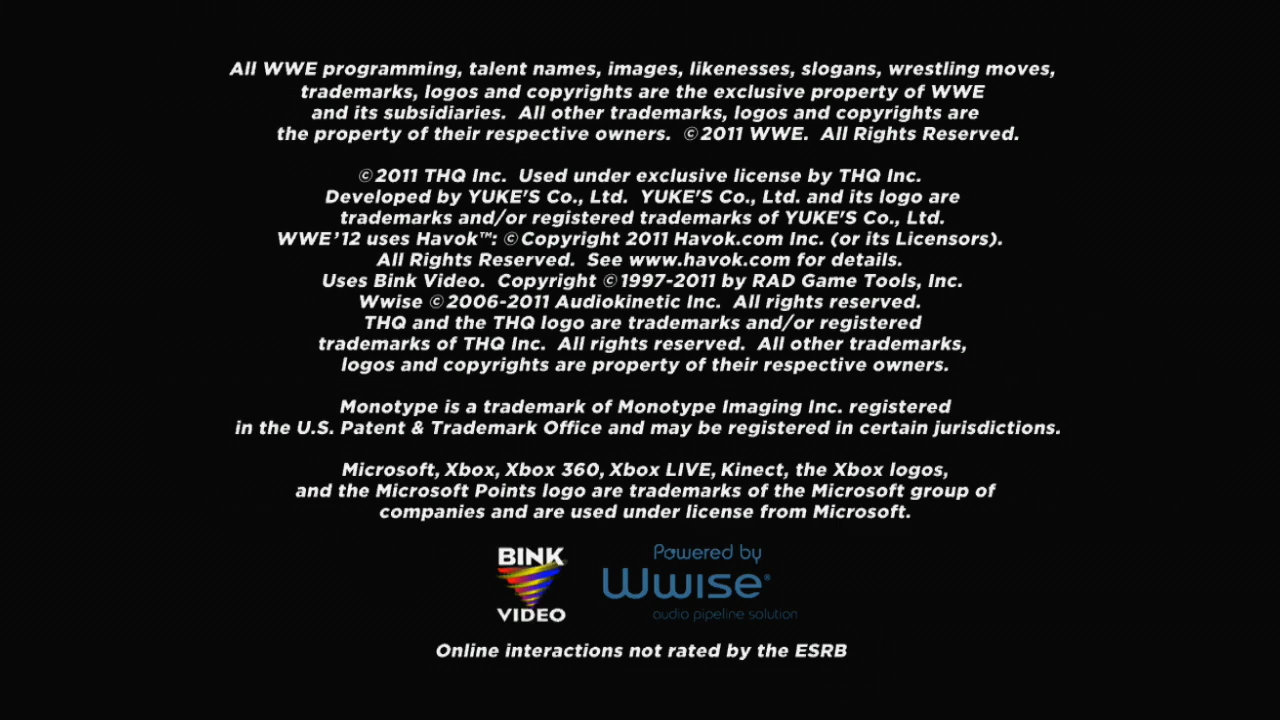 All WWE programming, talent names, images, likenesses, slogans, wrestling moves,
trademarks, logos and copyrights are the exclusive property of WWE
and its subsidiaries.  All other trademarks, logos and copyrights are
the property of their respective owners.  ©2011 WWE.  All Rights Reserved.
©2011 THQ Inc.  Used under exclusive license by THQ Inc.
Developed by YUKE'S Co., Ltd.  YUKE'S Co., Ltd. and its logo are
trademarks and/or registered trademarks of YUKE'S Co., Ltd.
WWE’12 uses Havok™: ©Copyright 2011 Havok.com Inc. (or its Licensors).
All Rights Reserved.  See www.havok.com for details.
Uses Bink Video.  Copyright ©1997-2011 by RAD Game Tools, Inc.
Wwise ©2006-2011 Audiokinetic Inc.  All rights reserved.
THQ and the THQ logo are trademarks and/or registered
trademarks of THQ Inc.  All rights reserved.  All other trademarks,
logos and copyrights are property of their respective owners.
Monotype is a trademark of Monotype Imaging Inc. registered
in the U.S. Patent & Trademark Office and may be registered in certain jurisdictions.
Microsoft, Xbox, Xbox 360, Xbox LIVE, Kinect, the Xbox logos,
and the Microsoft Points logo are trademarks of the Microsoft group of
companies and are used under license from Microsoft.
BINK
VIDEO
Powered by
Wwise®
audio pipeline solution
Online interactions not rated by the ESRB